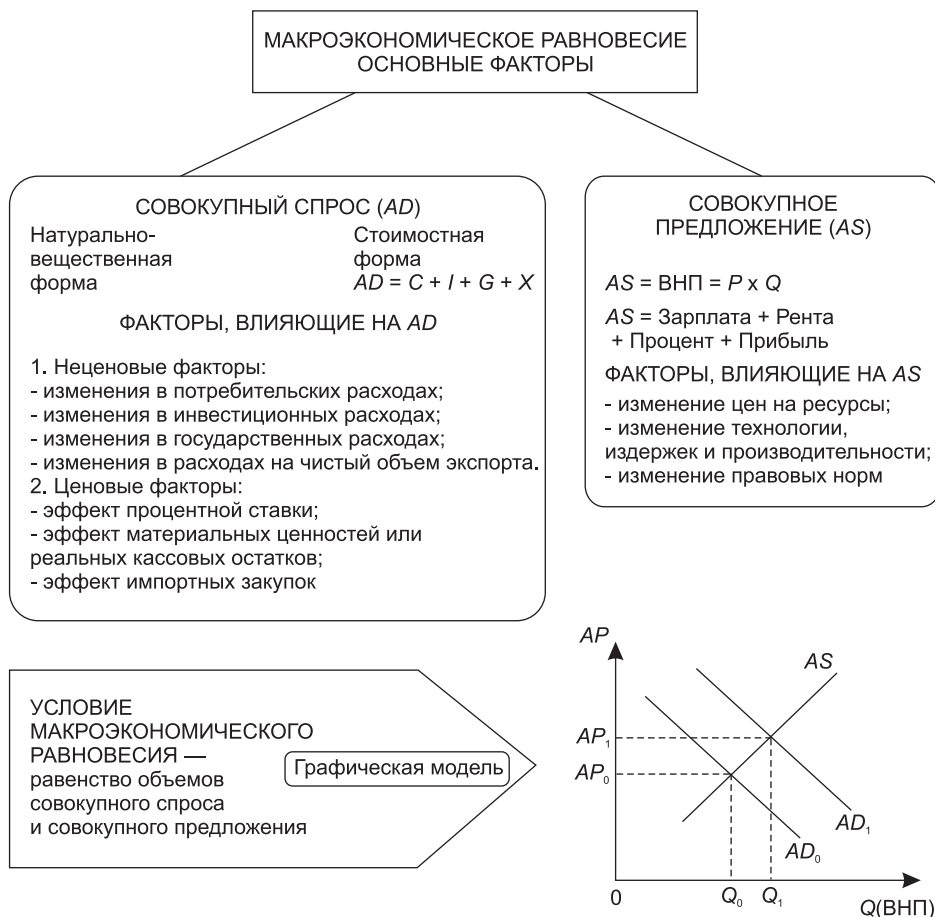 МАКРОЭКОНОМИЧЕСКОЕ РАВНОВЕСИЕ
ОСНОВНЫЕ ФАКТОРЫ
СОВОКУПНЫЙ СПРОС (AD)
Натурально-
вещественная
форма
Стоимостная
форма
AD = C + I + G + X
ФАКТОРЫ, ВЛИЯЮЩИЕ НА AD
1. Неценовые факторы:
- изменения в потребительских расходах;
- изменения в инвестиционных расходах;
- изменения в государственных расходах;
- изменения в расходах на чистый объем экспорта.
2. Ценовые факторы:
- эффект процентной ставки;
- эффект материальных ценностей или
реальных кассовых остатков;
- эффект импортных закупок
СОВОКУПНОЕ
ПРЕДЛОЖЕНИЕ (AS)
AS = ВНП = P x Q
AS = Зарплата + Рента
+ Процент + Прибыль
ФАКТОРЫ, ВЛИЯЮЩИЕ НА AS
- изменение цен на ресурсы;
- изменение технологии,
издержек и производительности;
- изменение правовых норм
УСЛОВИЕ
МАКРОЭКОНОМИЧЕСКОГО
РАВНОВЕСИЯ —
равенство объемов
совокупного спроса
и совокупного предложения
Графическая модель
AP
AS
AP₁
AP₀
AD₁
AD₀
0
Q₀
Q₁
Q(ВНП)